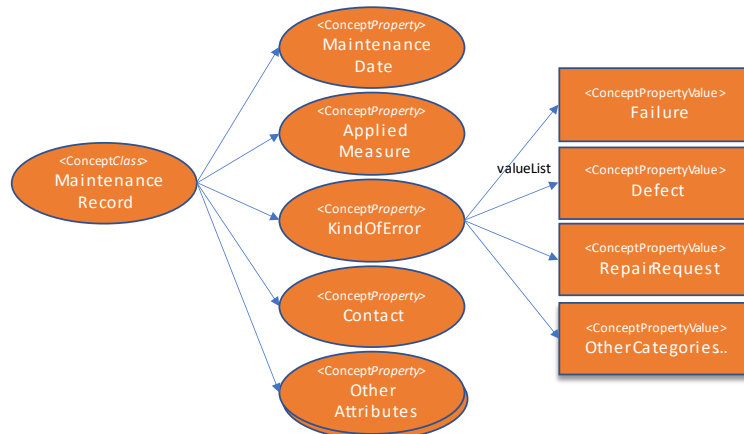 <ConceptClass>
Maintenance
Record
<ConceptProperty>
Maintenance
Date
<ConceptProperty>
Applied
Measure
<ConceptProperty>
KindOfError
<ConceptProperty>
Contact
<ConceptProperty>
Other
Attributes
valueList
<ConceptPropertyValue>
Failure
<ConceptPropertyValue>
Defect
<ConceptPropertyValue>
RepairRequest
<ConceptPropertyValue>
OtherCategories..